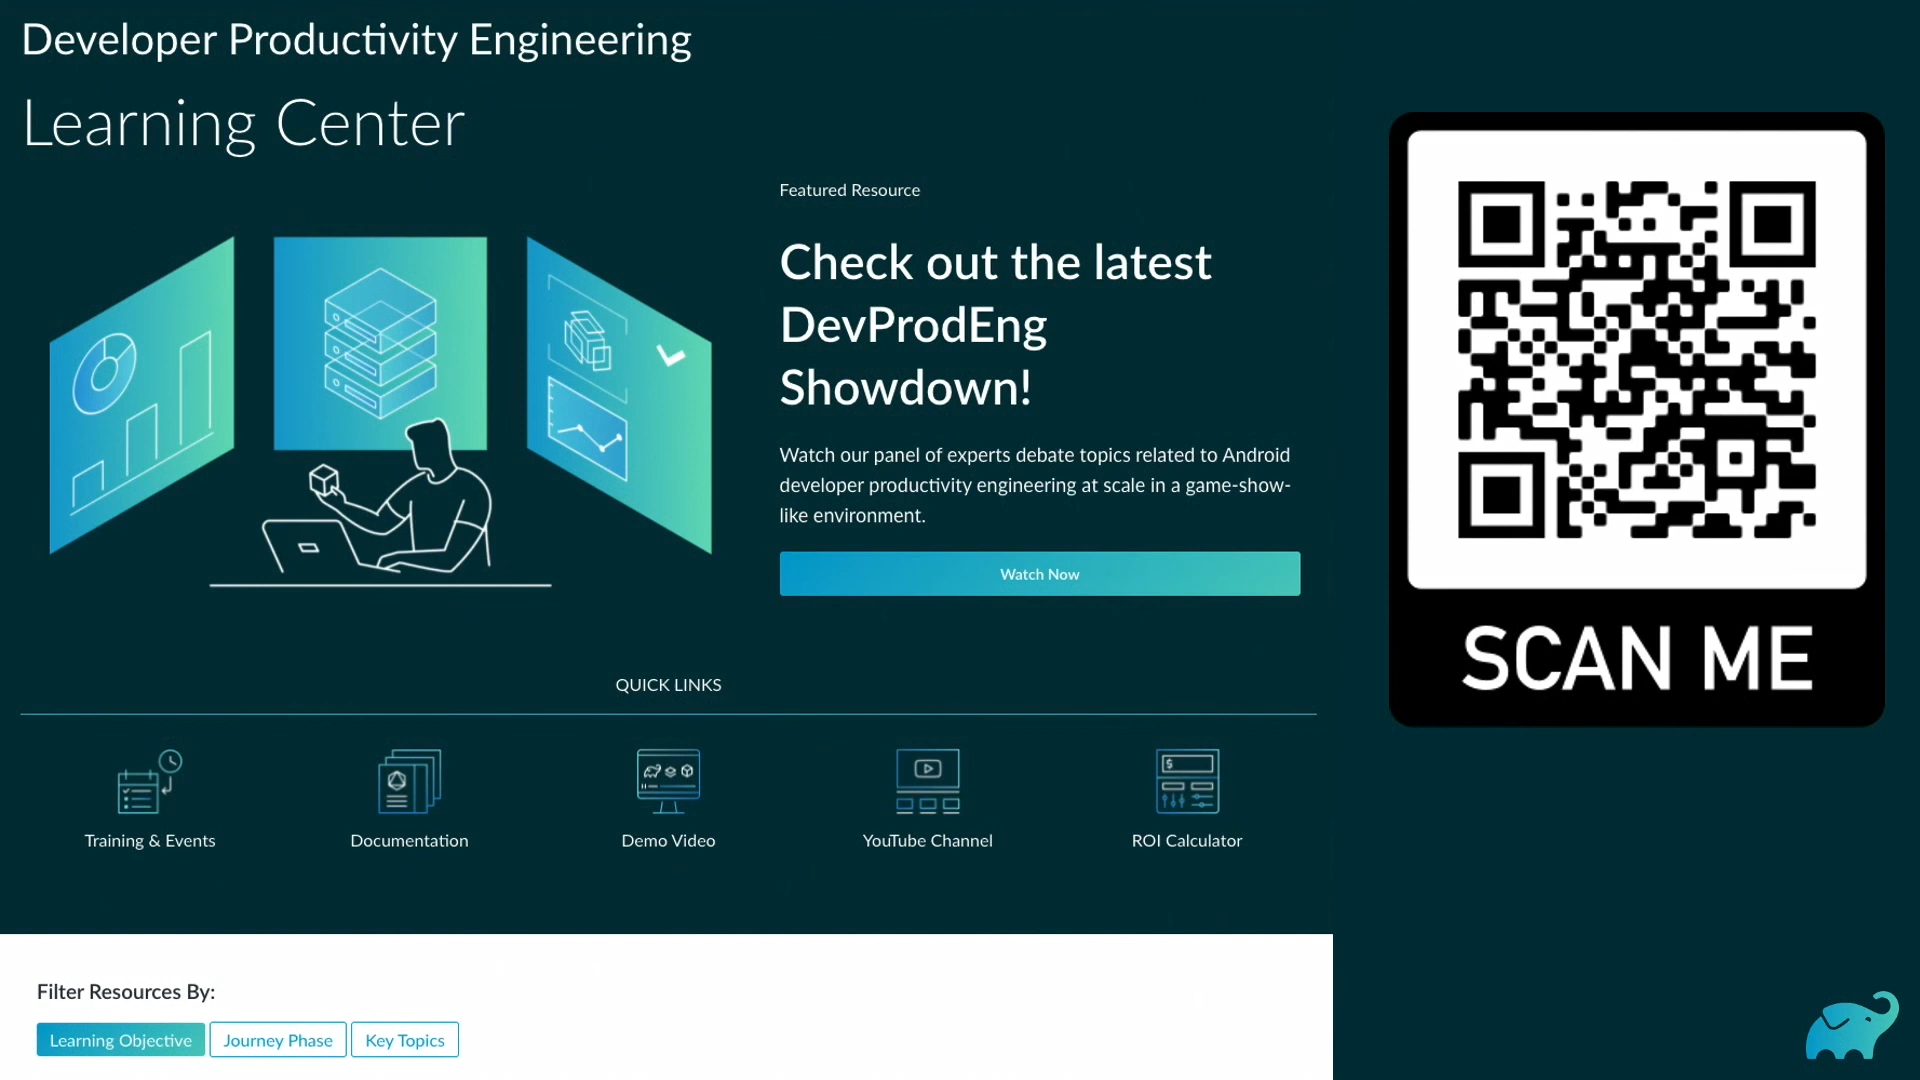 Developer Productivity Engineering
Learning Center
Featured Resource
Check out the latest
DevProdEng
Showdown!
Watch our panel of experts debate topics related to Android
developer productivity engineering at scale in a game-show-
like environment.
Watch Now
SCAN ME
QUICK LINKS
$
Training & Events
Documentation
Demo Video
YouTube Channel
ROI Calculator
Filter Resources By:
Learning Objective
Journey Phase
Key Topics